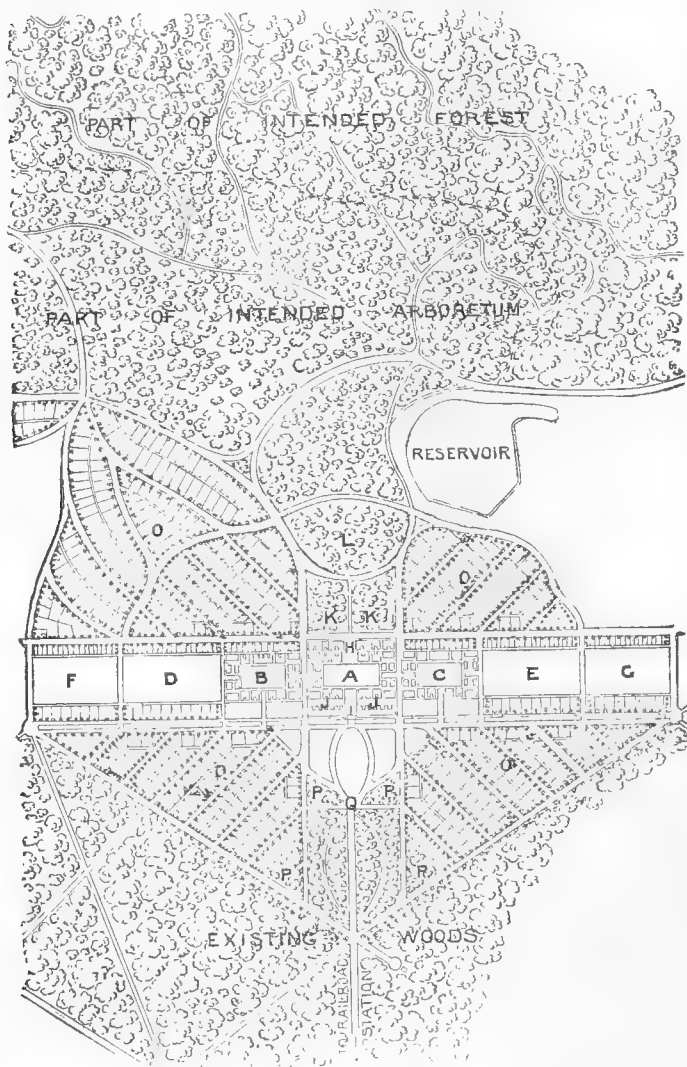 PART OF INTENDED FOREST
PART OF INTENDED ARBORETUM
RESERVOIR
O
L
O
K K
H
F D B A C E G
I
O
O
P P
Q
P
EXISTING WOODS
TO RAILROAD
STATION